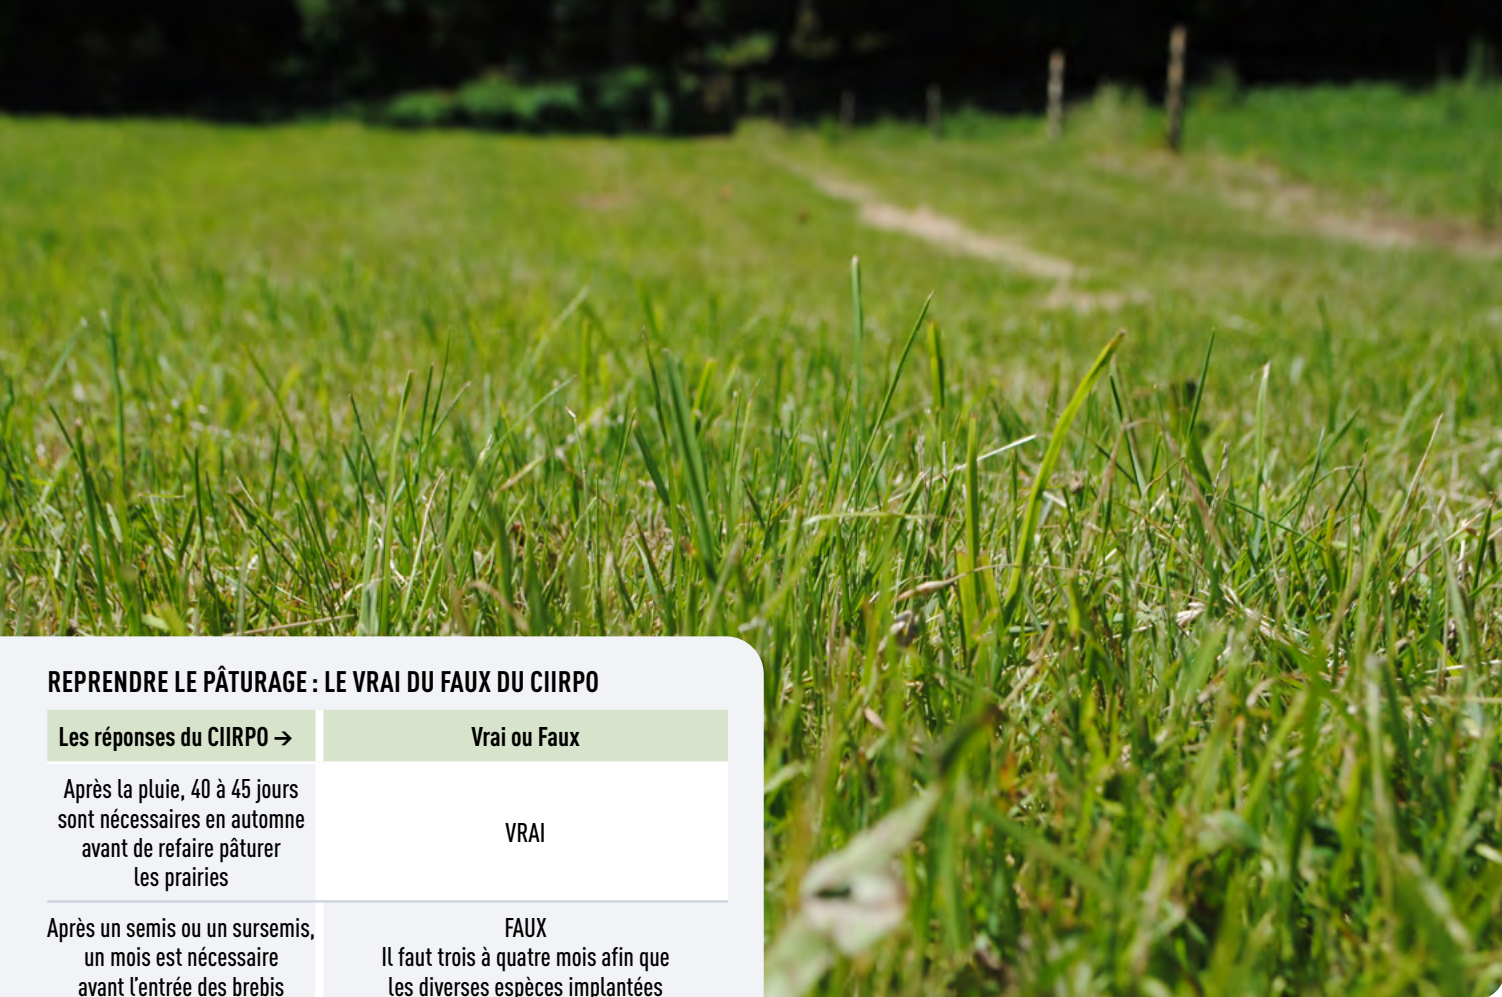 REPRENDRE LE PÂTURAGE : LE VRAI DU FAUX DU CIIRPO
Les réponses du CIIRPO → Vrai ou Faux
Après la pluie, 40 à 45 jours
sont nécessaires en automne
avant de refaire pâturer
les prairies
VRAI
Après un semis ou un sursemis,
un mois est nécessaire
avant l'entrée des brebis
FAUX
Il faut trois à quatre mois afin que
les diverses espèces implantées